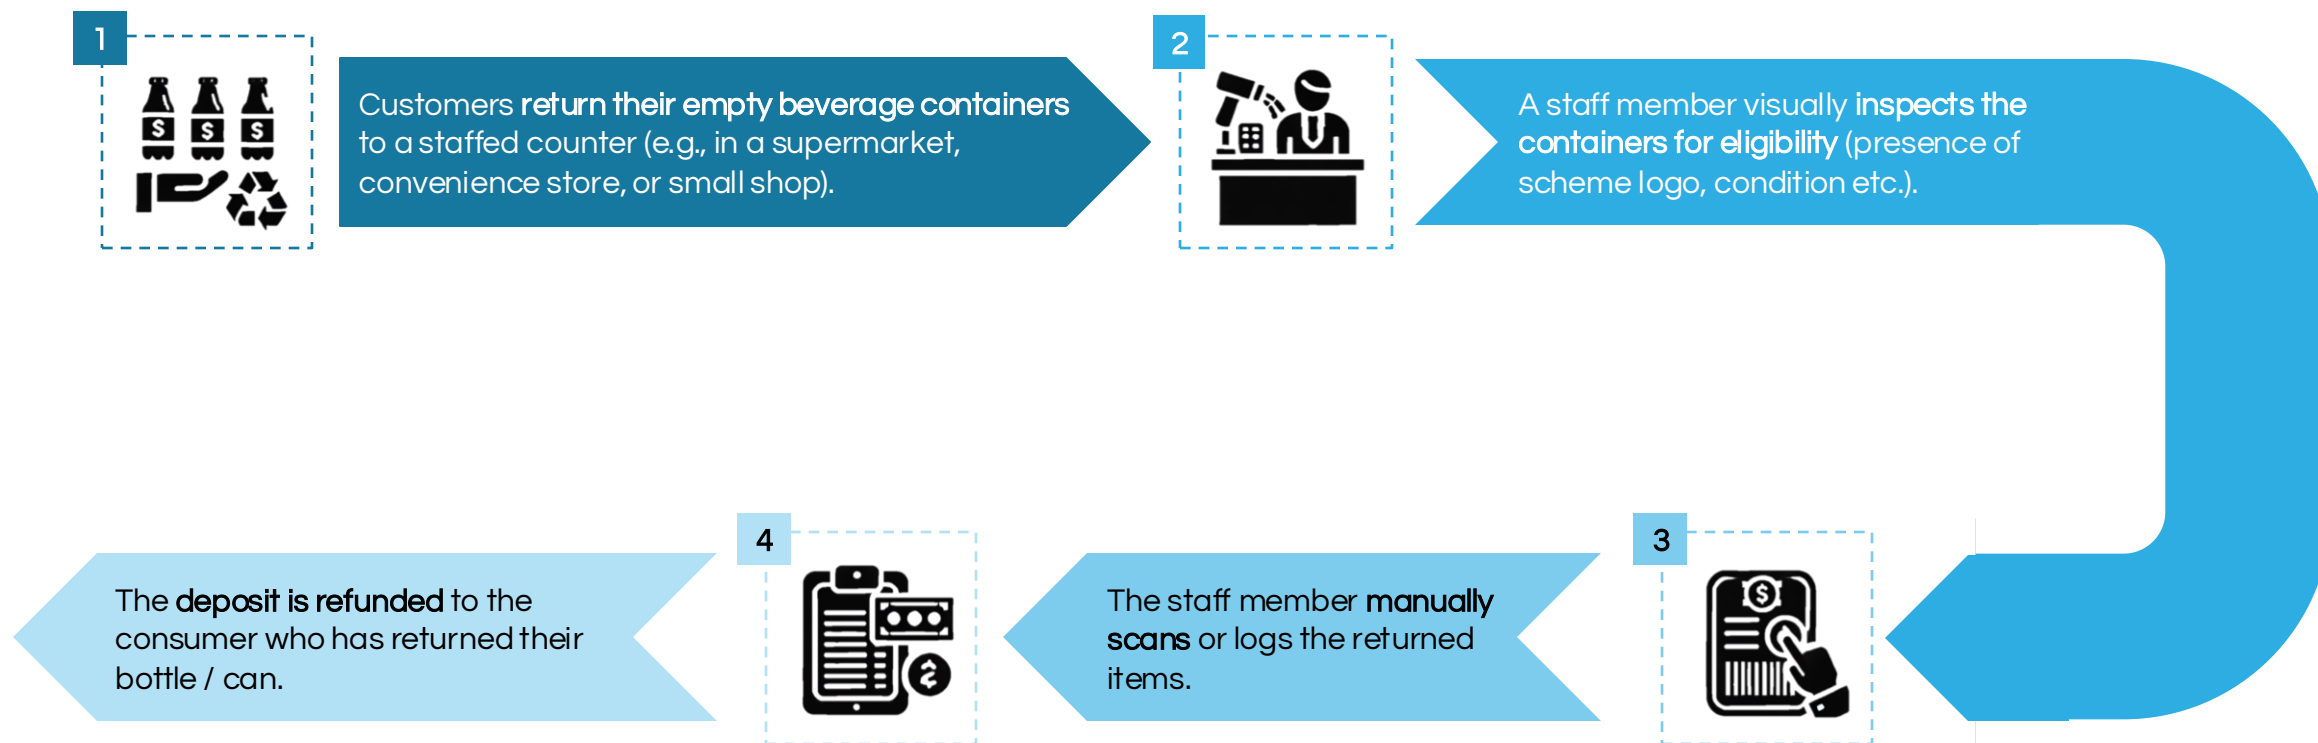 1
Customers return their empty beverage containers
to a staffed counter (e.g., in a supermarket,
convenience store, or small shop).
2
A staff member visually inspects the
containers for eligibility (presence of
scheme logo, condition etc.).
3
The staff member manually
scans or logs the returned
items.
4
The deposit is refunded to the
consumer who has returned their
bottle / can.